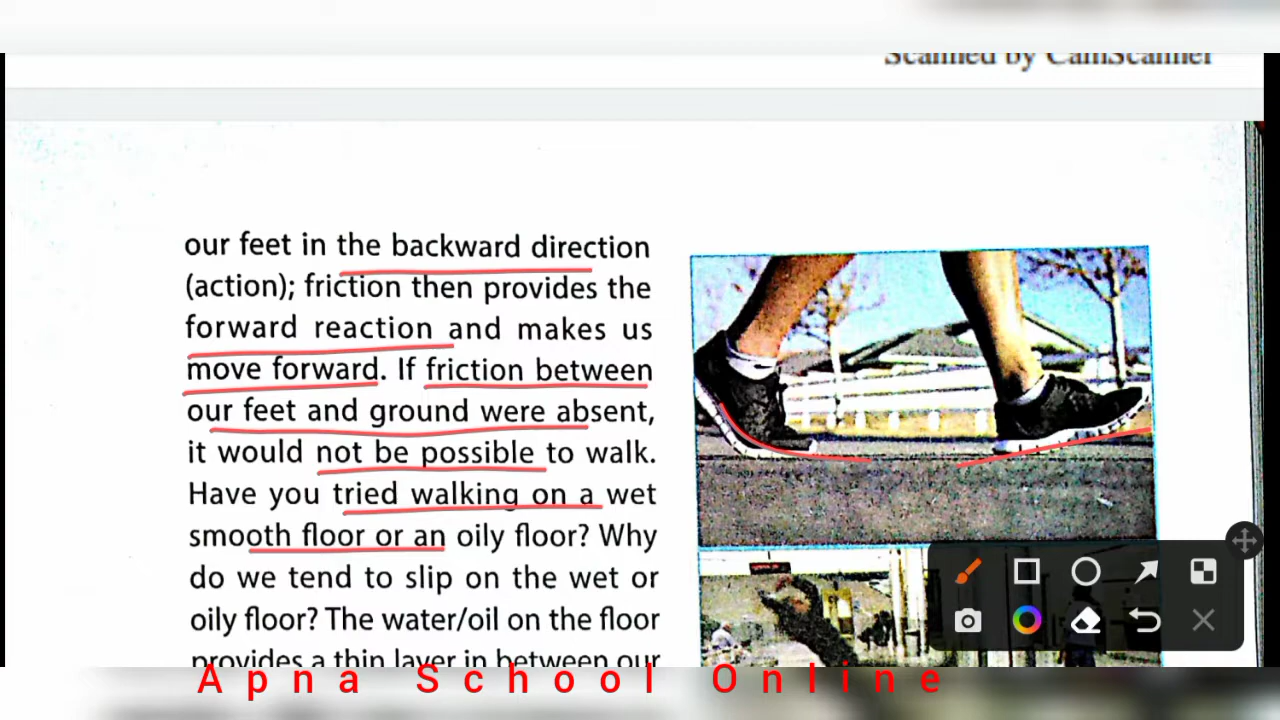 Scanned by CamScanner
our feet in the backward direction
(action); friction then provides the
forward reaction and makes us
move forward. If friction between
our feet and ground were absent,
it would not be possible to walk.
Have you tried walking on a wet
smooth floor or an oily floor? Why
do we tend to slip on the wet or
oily floor? The water/oil on the floor
provides a thin layer in between our
Apna School Online